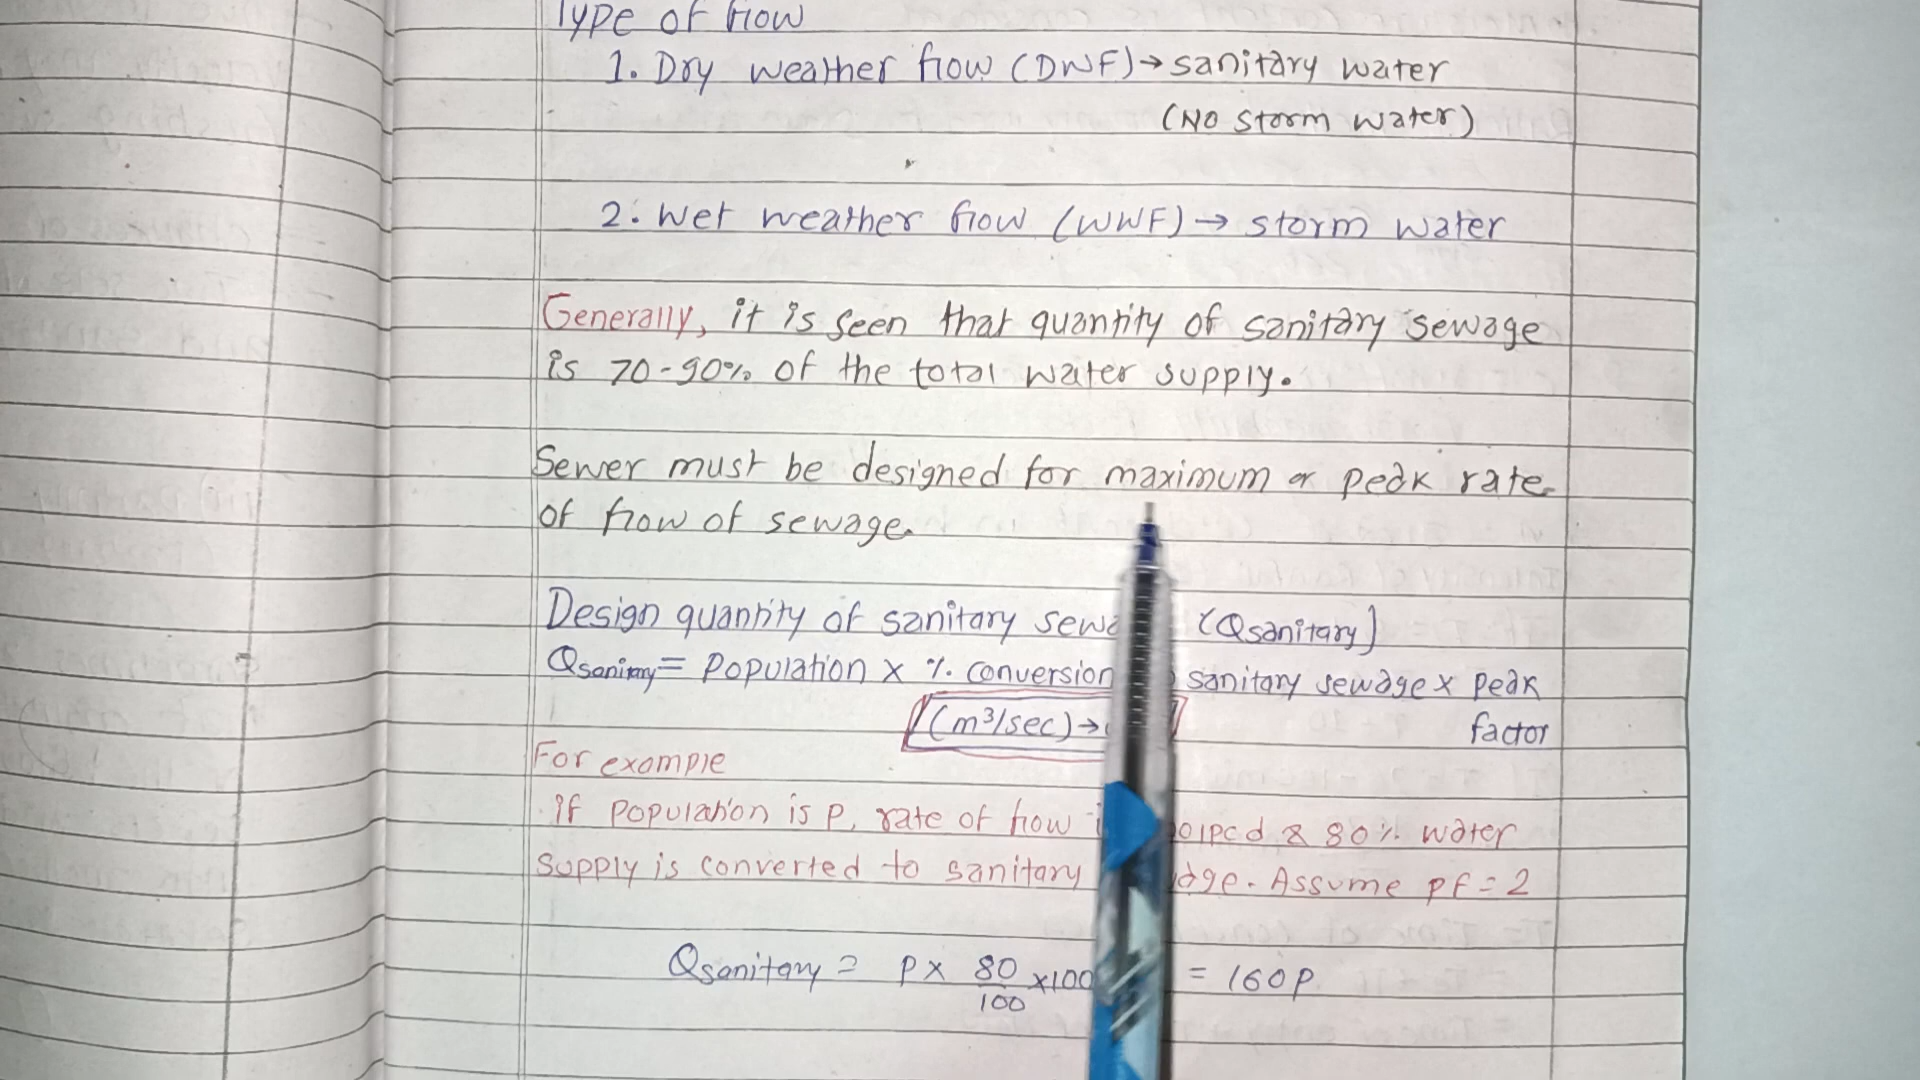 Type of flow
1. Dry weather flow (DWF) → sanitary water
(No storm water)
2. Wet weather flow (WWF) → storm water
Generally, it is seen that quantity of sanitary sewage
is 70-90% of the total water supply.
Sewer must be designed for maximum or peak rate
of flow of sewage.
Design quantity of sanitary (Qsanitary)
Qsanitary = Population x % conversion sanitary sewage x peak
factor
(m³/sec) →
For example
if population is P, rate of flow lpcd & 80% water
supply is converted to sanitary . Assume pf = 2
Qsanitary = P x 80/100 x 100 = 160 P